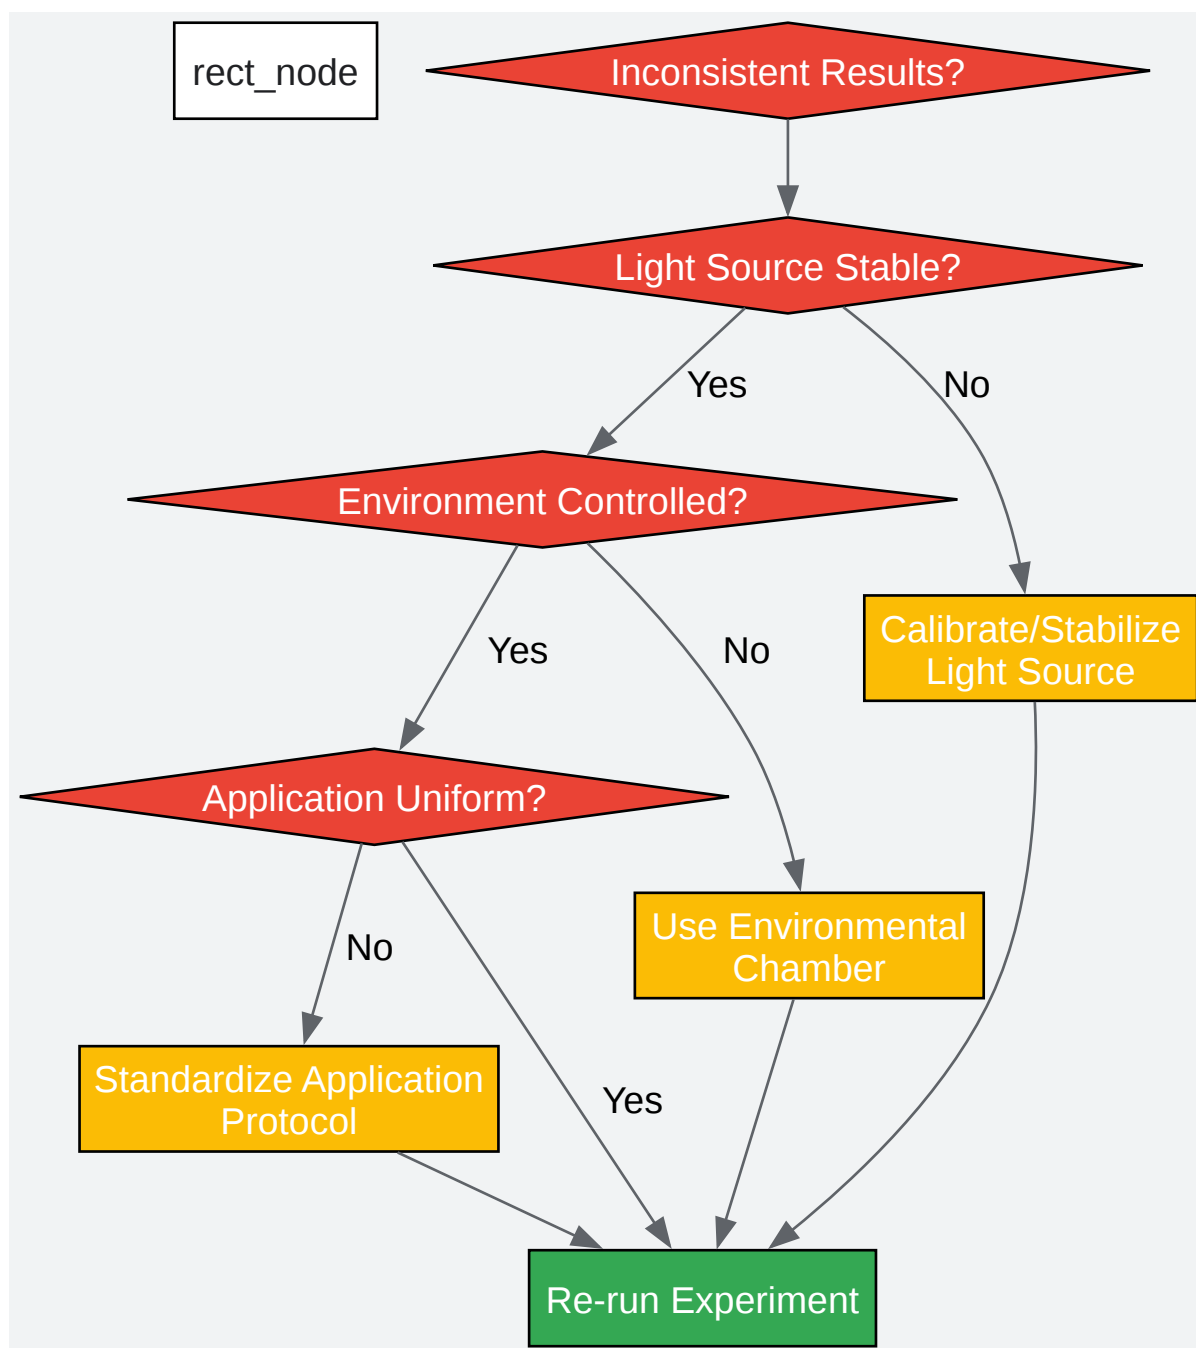 rect_node
Inconsistent Results?
Light Source Stable?
Yes
No
Environment Controlled?
Yes
No
Calibrate/Stabilize
Light Source
Application Uniform?
No
Use Environmental
Chamber
Standardize Application
Protocol
Yes
Re-run Experiment